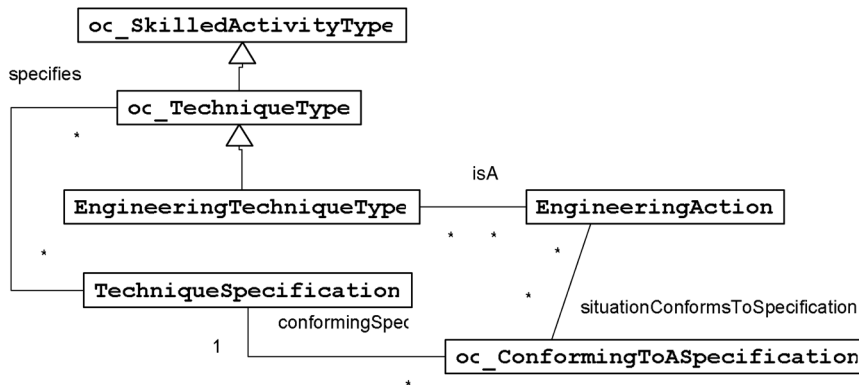 oc_SkilledActivityType
specifies
oc_TechniqueType
*
isA
EngineeringTechniqueType
EngineeringAction
* * *
*
TechniqueSpecification
*
situationConformsToSpecification
conformingSpec
1
oc_ConformingToASpecification
*